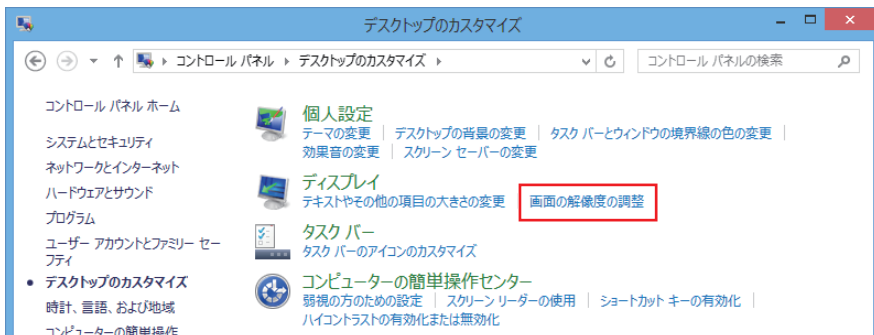 デスクトップのカスタマイズ
コントロール パネル ▸ デスクトップのカスタマイズ ▸
コントロール パネルの検索
コントロール パネル ホーム
システムとセキュリティ
ネットワークとインターネット
ハードウェアとサウンド
プログラム
ユーザー アカウントとファミリー セー
フティ
デスクトップのカスタマイズ
時計、言語、および地域
コンピューターの簡単操作
個人設定
テーマの変更 | デスクトップの背景の変更 | タスク バーとウィンドウの境界線の色の変更 |
効果音の変更 | スクリーン セーバーの変更
ディスプレイ
テキストやその他の項目の大きさの変更 | 画面の解像度の調整
タスク バー
タスク バーのアイコンのカスタマイズ
コンピューターの簡単操作センター
弱視の方のための設定 | スクリーン リーダーの使用 | ショートカット キーの有効化 |
ハイコントラストの有効化または無効化